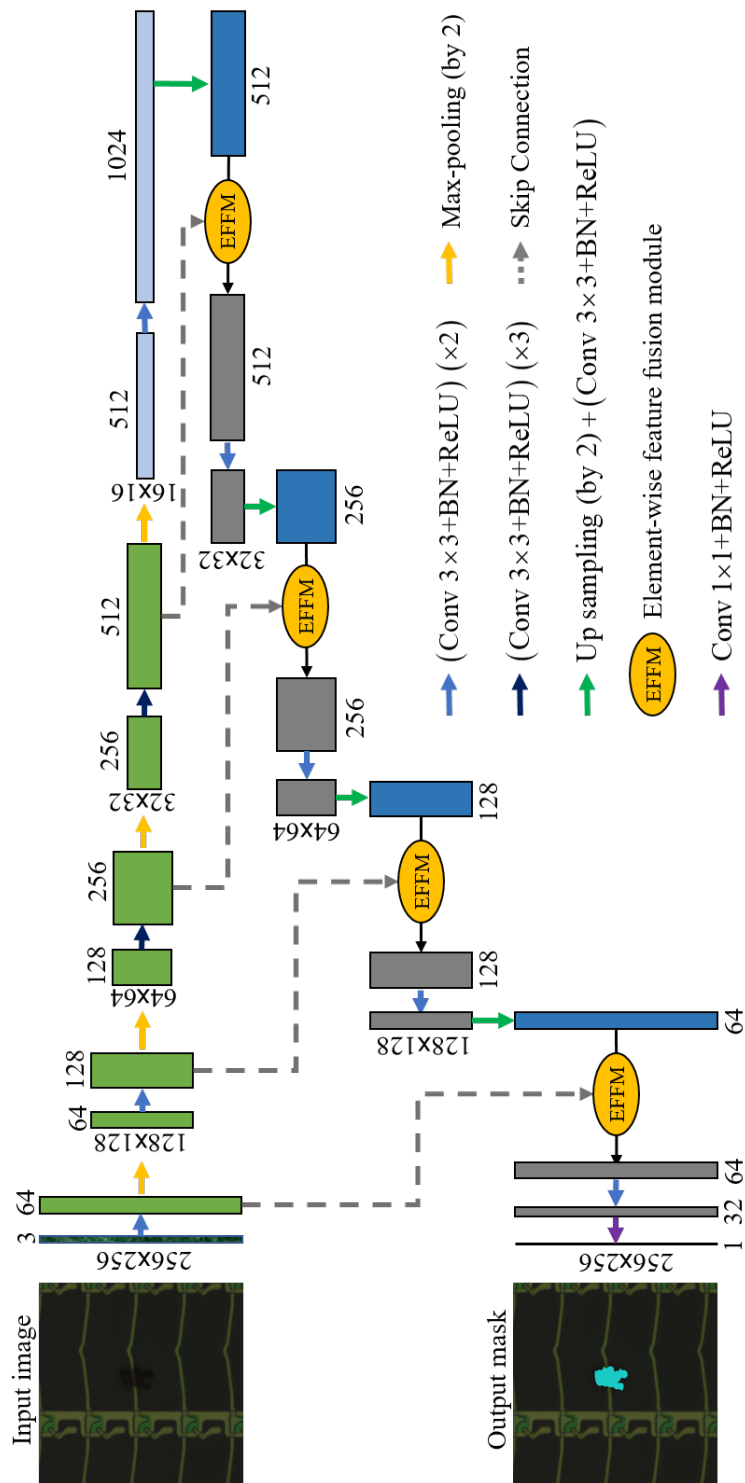 Input image
3
64
256x256
64
128
128x128
128
256
64x64
256
512
32x32
512
1024
16x16
512
EFFM
512
32x32
256
EFFM
256
64x64
128
EFFM
128
128x128
64
EFFM
64
32
1
256x256
Output mask
(Conv 3×3+BN+ReLU) (×2)
Max-pooling (by 2)
(Conv 3×3+BN+ReLU) (×3)
Skip Connection
Up sampling (by 2)+(Conv 3×3+BN+ReLU)
EFFM
Element-wise feature fusion module
Conv 1×1+BN+ReLU